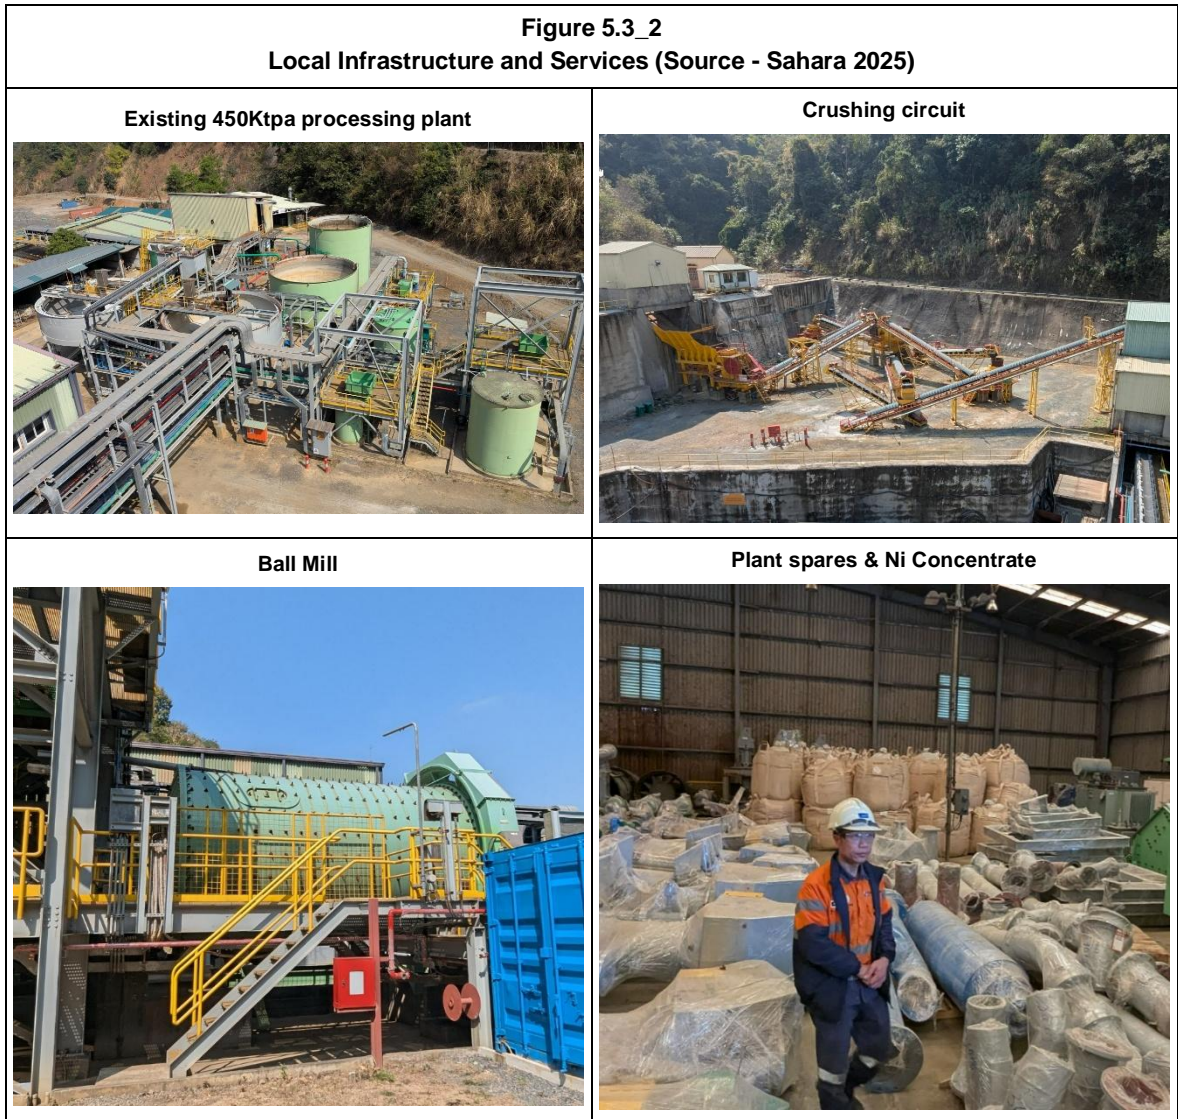 Figure 5.3_2
Local Infrastructure and Services (Source - Sahara 2025)
Existing 450Ktpa processing plant
Crushing circuit
Ball Mill
Plant spares & Ni Concentrate